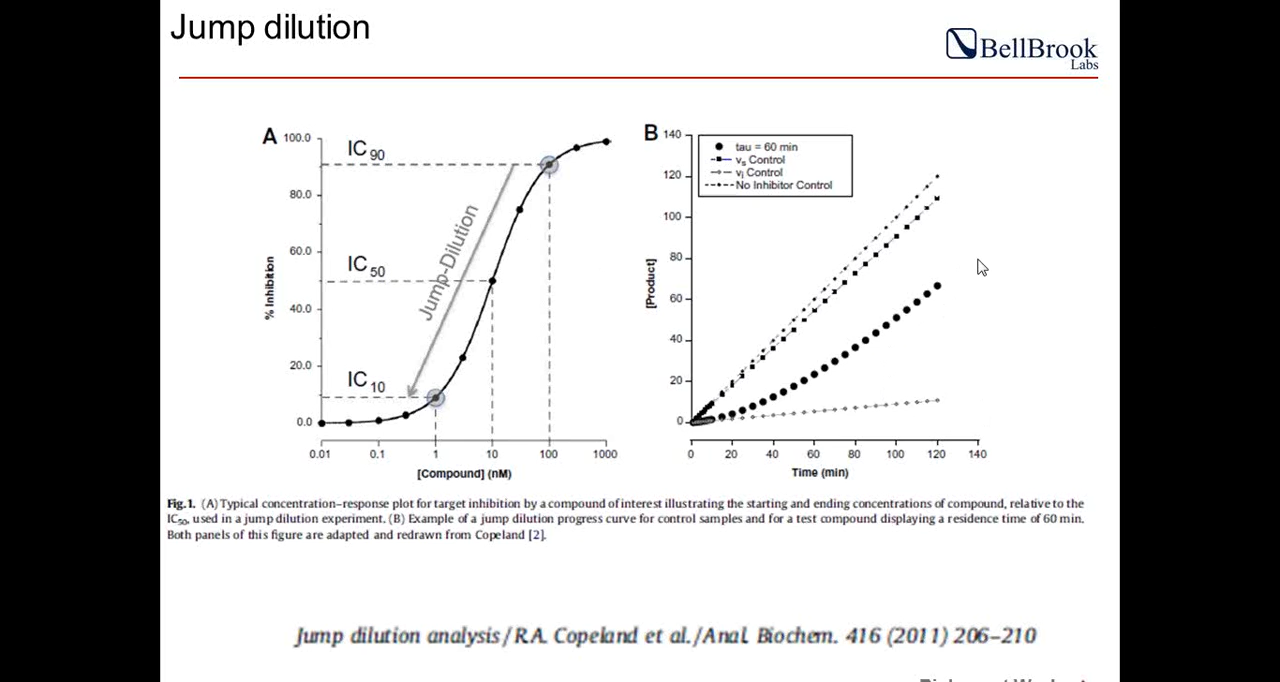 Jump dilution
BellBrook
Labs
A
100.0
80.0
60.0
40.0
20.0
0.0
% Inhibition
IC90
IC50
IC10
Jump-Dilution
0.01 0.1 1 10 100 1000
[Compound] (nM)
B
140
120
100
80
60
40
20
0
[Product]
tau = 60 min
vs Control
vi Control
No Inhibitor Control
0 20 40 60 80 100 120 140
Time (min)
Fig.1. (A) Typical concentration–response plot for target inhibition by a compound of interest illustrating the starting and ending concentrations of compound, relative to the
IC50, used in a jump dilution experiment. (B) Example of a jump dilution progress curve for control samples and for a test compound displaying a residence time of 60 min.
Both panels of this figure are adapted and redrawn from Copeland [2].
Jump dilution analysis / R.A. Copeland et al. / Anal. Biochem. 416 (2011) 206–210